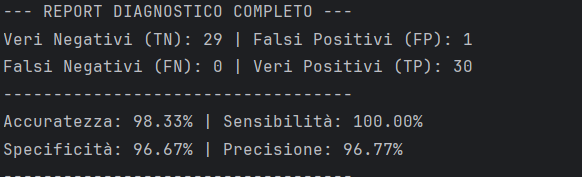 --- REPORT DIAGNOSTICO COMPLETO ---
Veri Negativi (TN): 29 | Falsi Positivi (FP): 1
Falsi Negativi (FN): 0 | Veri Positivi (TP): 30
-----------------------------------
Accuratezza: 98.33% | Sensibilità: 100.00%
Specificità: 96.67% | Precisione: 96.77%
-----------------------------------